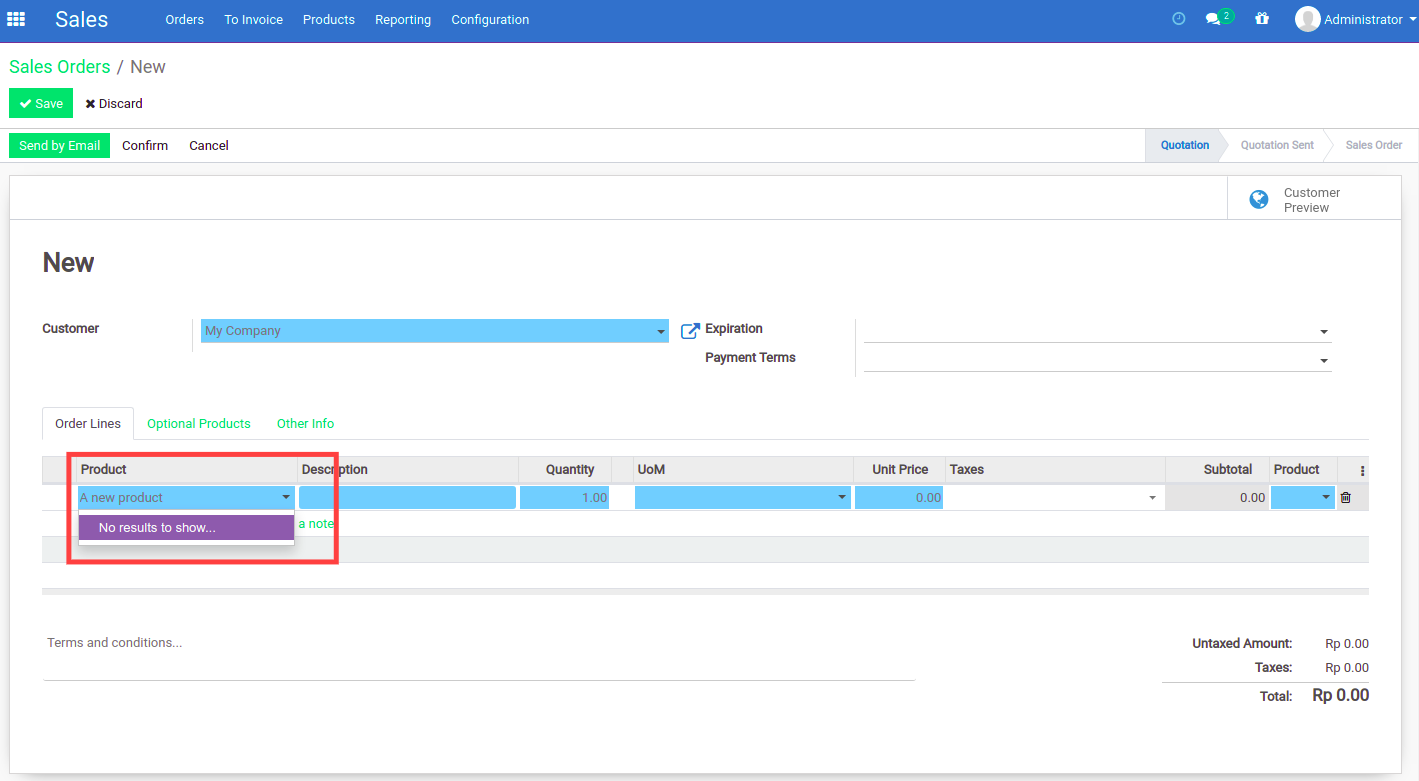 Sales Orders To Invoice Products Reporting Configuration 2 Administrator
Sales Orders / New
Save Discard
Send by Email Confirm Cancel Quotation Quotation Sent Sales Order
Customer
Preview
New
Customer My Company Expiration
Payment Terms
Order Lines Optional Products Other Info
Product Description Quantity UoM Unit Price Taxes Subtotal Product
A new product 1.00 0.00 0.00
No results to show... a note
Terms and conditions...
Untaxed Amount: Rp 0.00
Taxes: Rp 0.00
Total: Rp 0.00